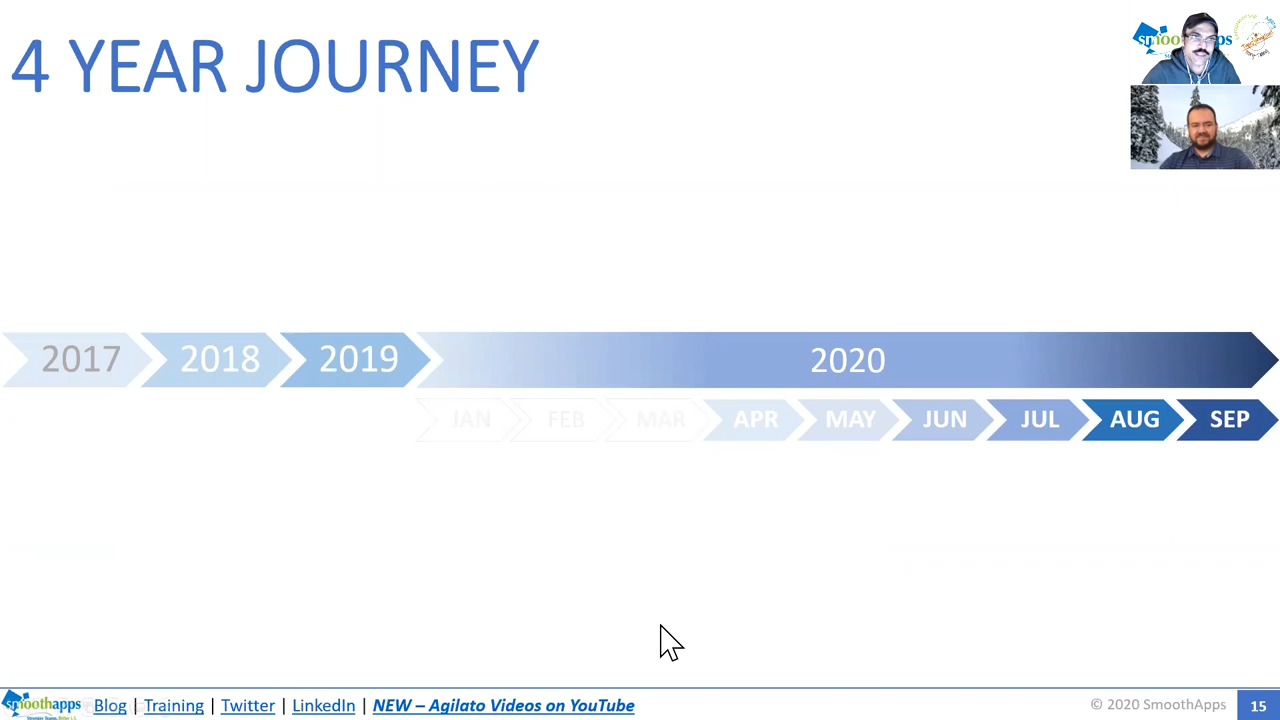 4 YEAR JOURNEY
smoothapps
2017 2018 2019 2020
JAN FEB MAR APR MAY JUN JUL AUG SEP
smoothapps Blog | Training | Twitter | LinkedIn | NEW – Agilato Videos on YouTube © 2020 SmoothApps 15